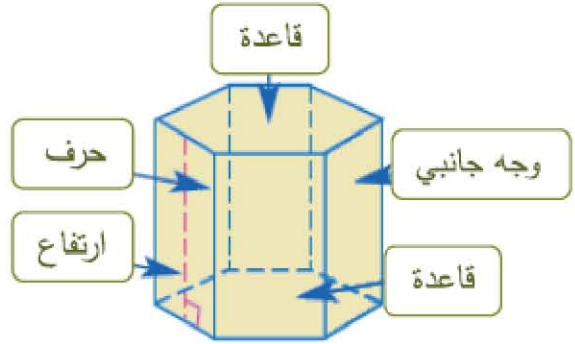 قاعدة
حرف
وجه جانبي
ارتفاع
قاعدة